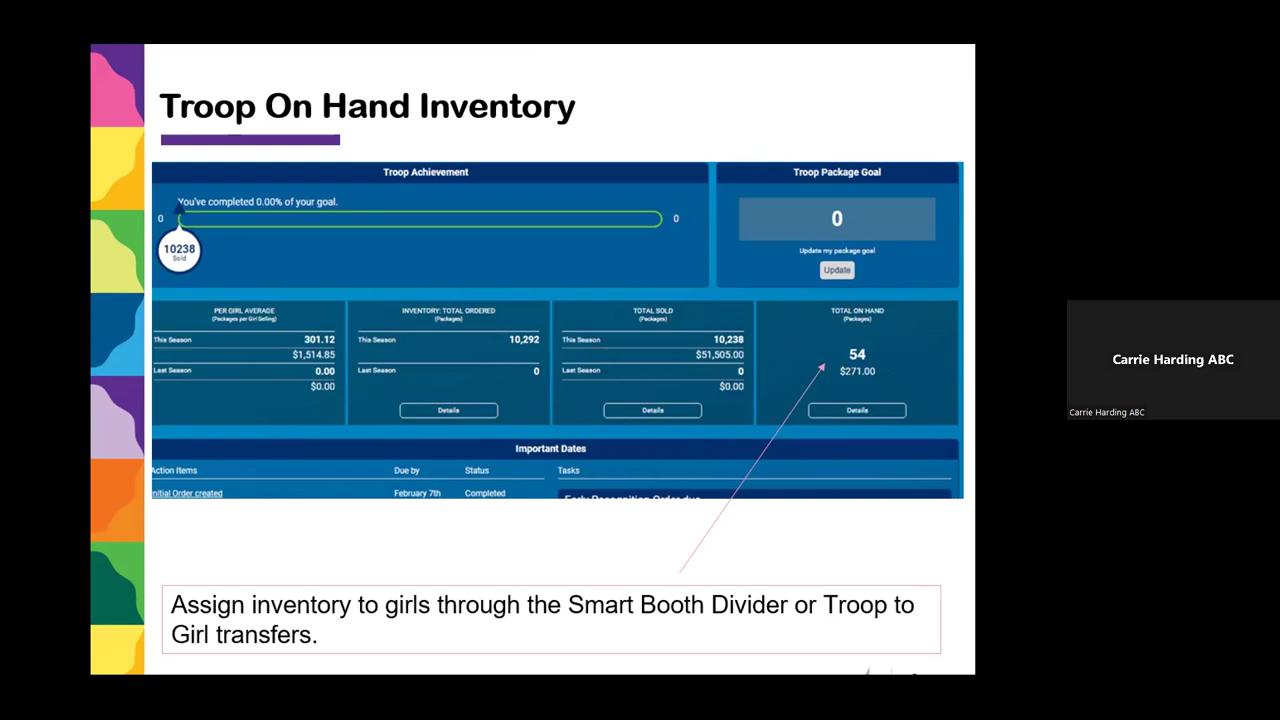 Troop On Hand Inventory
Troop Achievement
Troop Package Goal
You've completed 0.00% of your goal.
0
0
10238
Sold
0
Update my package goal
Update
PER GIRL AVERAGE
(Packages per Girl Selling)
This Season 301.12
$1,514.85
Last Season 0.00
$0.00
INVENTORY: TOTAL ORDERED
(Packages)
This Season 10,292
Last Season 0
Details
TOTAL SOLD
(Packages)
This Season 10,238
$51,505.00
Last Season 0
$0.00
Details
TOTAL ON HAND
(Packages)
54
$271.00
Details
Important Dates
Action Items Due by Status Tasks
Initial Order created February 7th Completed
Early Recognition Order due
Assign inventory to girls through the Smart Booth Divider or Troop to
Girl transfers.
Carrie Harding ABC
Carrie Harding ABC